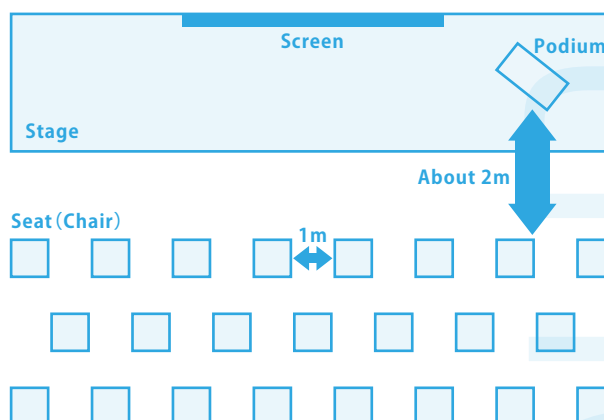 Screen
Podium
Stage
About 2m
Seat（Chair）
1m